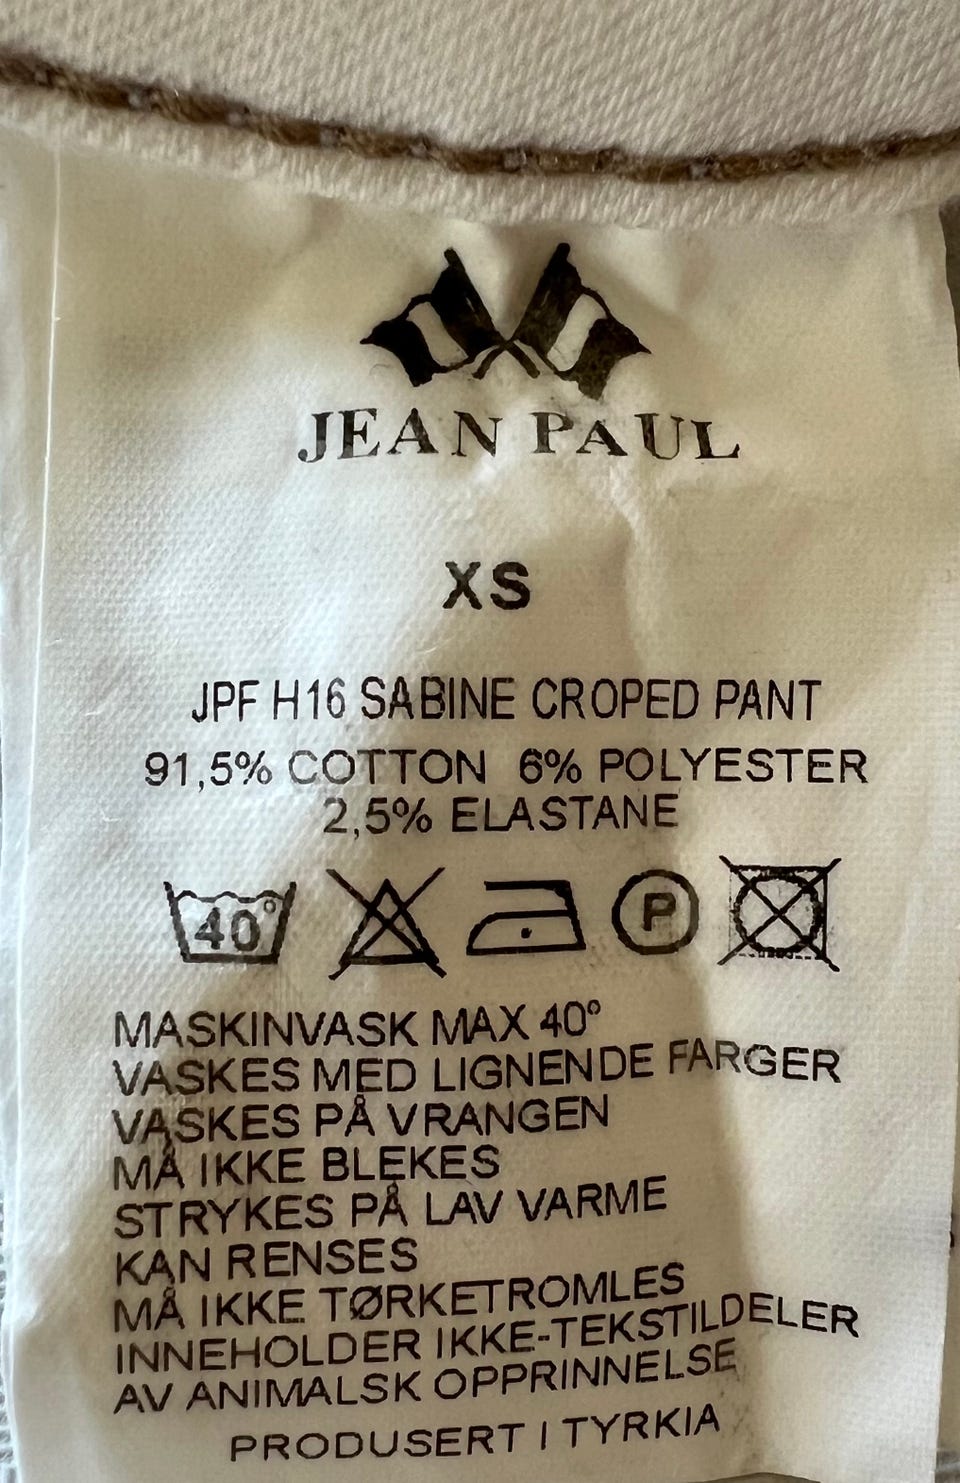 JEAN PAUL
XS
JPF H16 SABINE CROPED PANT
91,5% COTTON 6% POLYESTER
2,5% ELASTANE
40° P
MASKINVASK MAX 40°
VASKES MED LIGNENDE FARGER
VASKES PÅ VRANGEN
MÅ IKKE BLEKES
STRYKES PÅ LAV VARME
KAN RENSES
MÅ IKKE TØRKETROMLES
INNEHOLDER IKKE-TEKSTILDELER
AV ANIMALSK OPPRINNELSE
PRODUSERT I TYRKIA